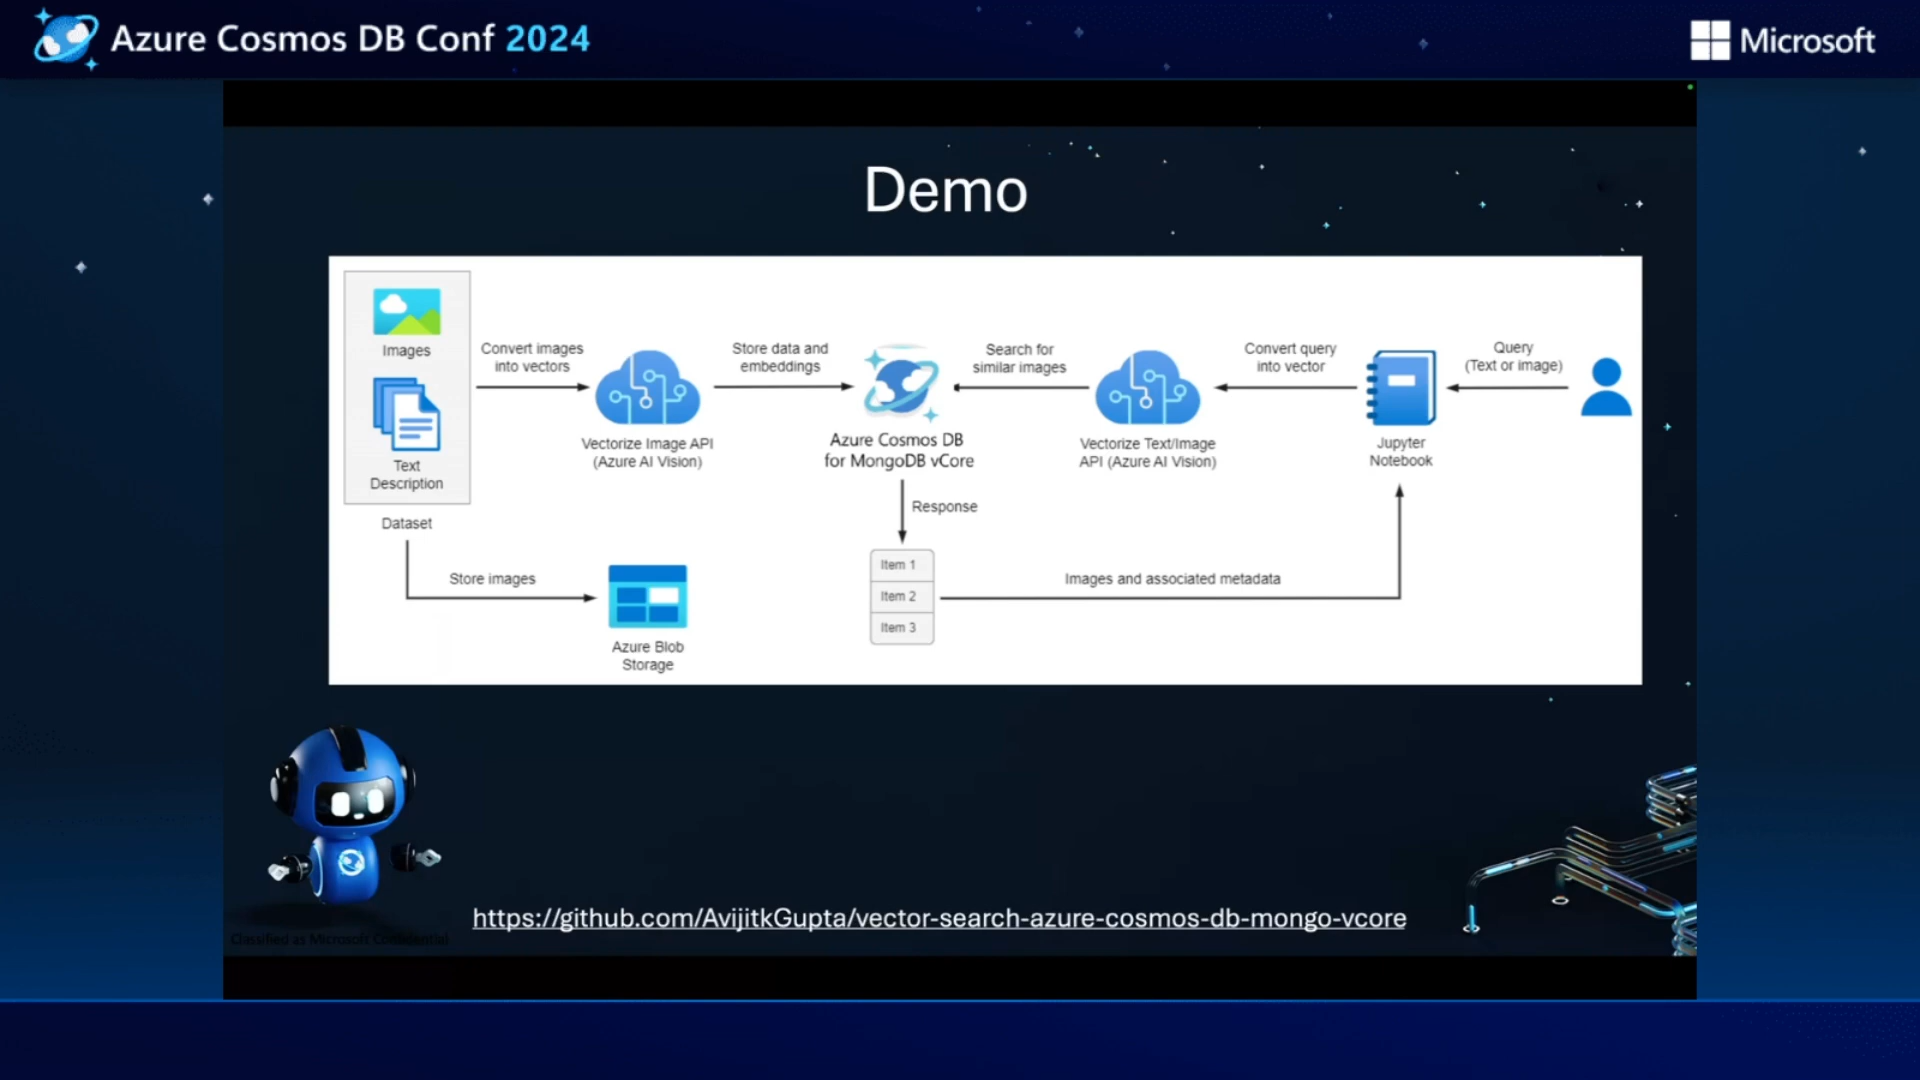 Azure Cosmos DB Conf 2024
Microsoft
Demo
Images
Text
Description
Dataset
Convert images
into vectors
Vectorize Image API
(Azure AI Vision)
Store data and
embeddings
Azure Cosmos DB
for MongoDB vCore
Search for
similar images
Vectorize Text/Image
API (Azure AI Vision)
Convert query
into vector
Jupyter
Notebook
Query
(Text or image)
Response
Item 1
Item 2
Item 3
Images and associated metadata
Store images
Azure Blob
Storage
https://github.com/AvijitkGupta/vector-search-azure-cosmos-db-mongo-vcore
Classified as Microsoft Confidential